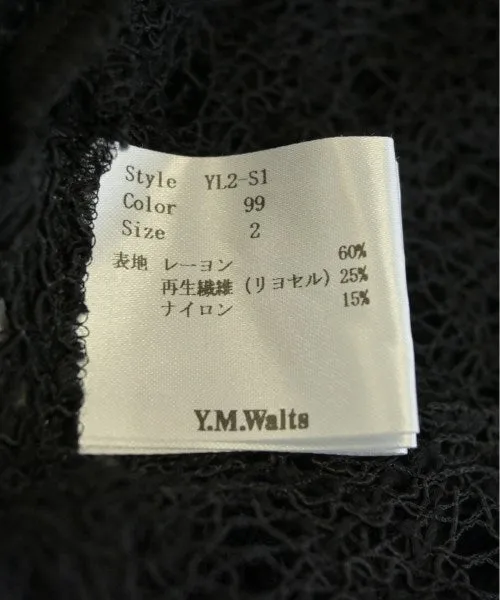 Style YL2-S1
Color 99
Size 2
表地 レーヨン 60%
再生繊維 (リヨセル) 25%
ナイロン 15%
Y.M.Walts